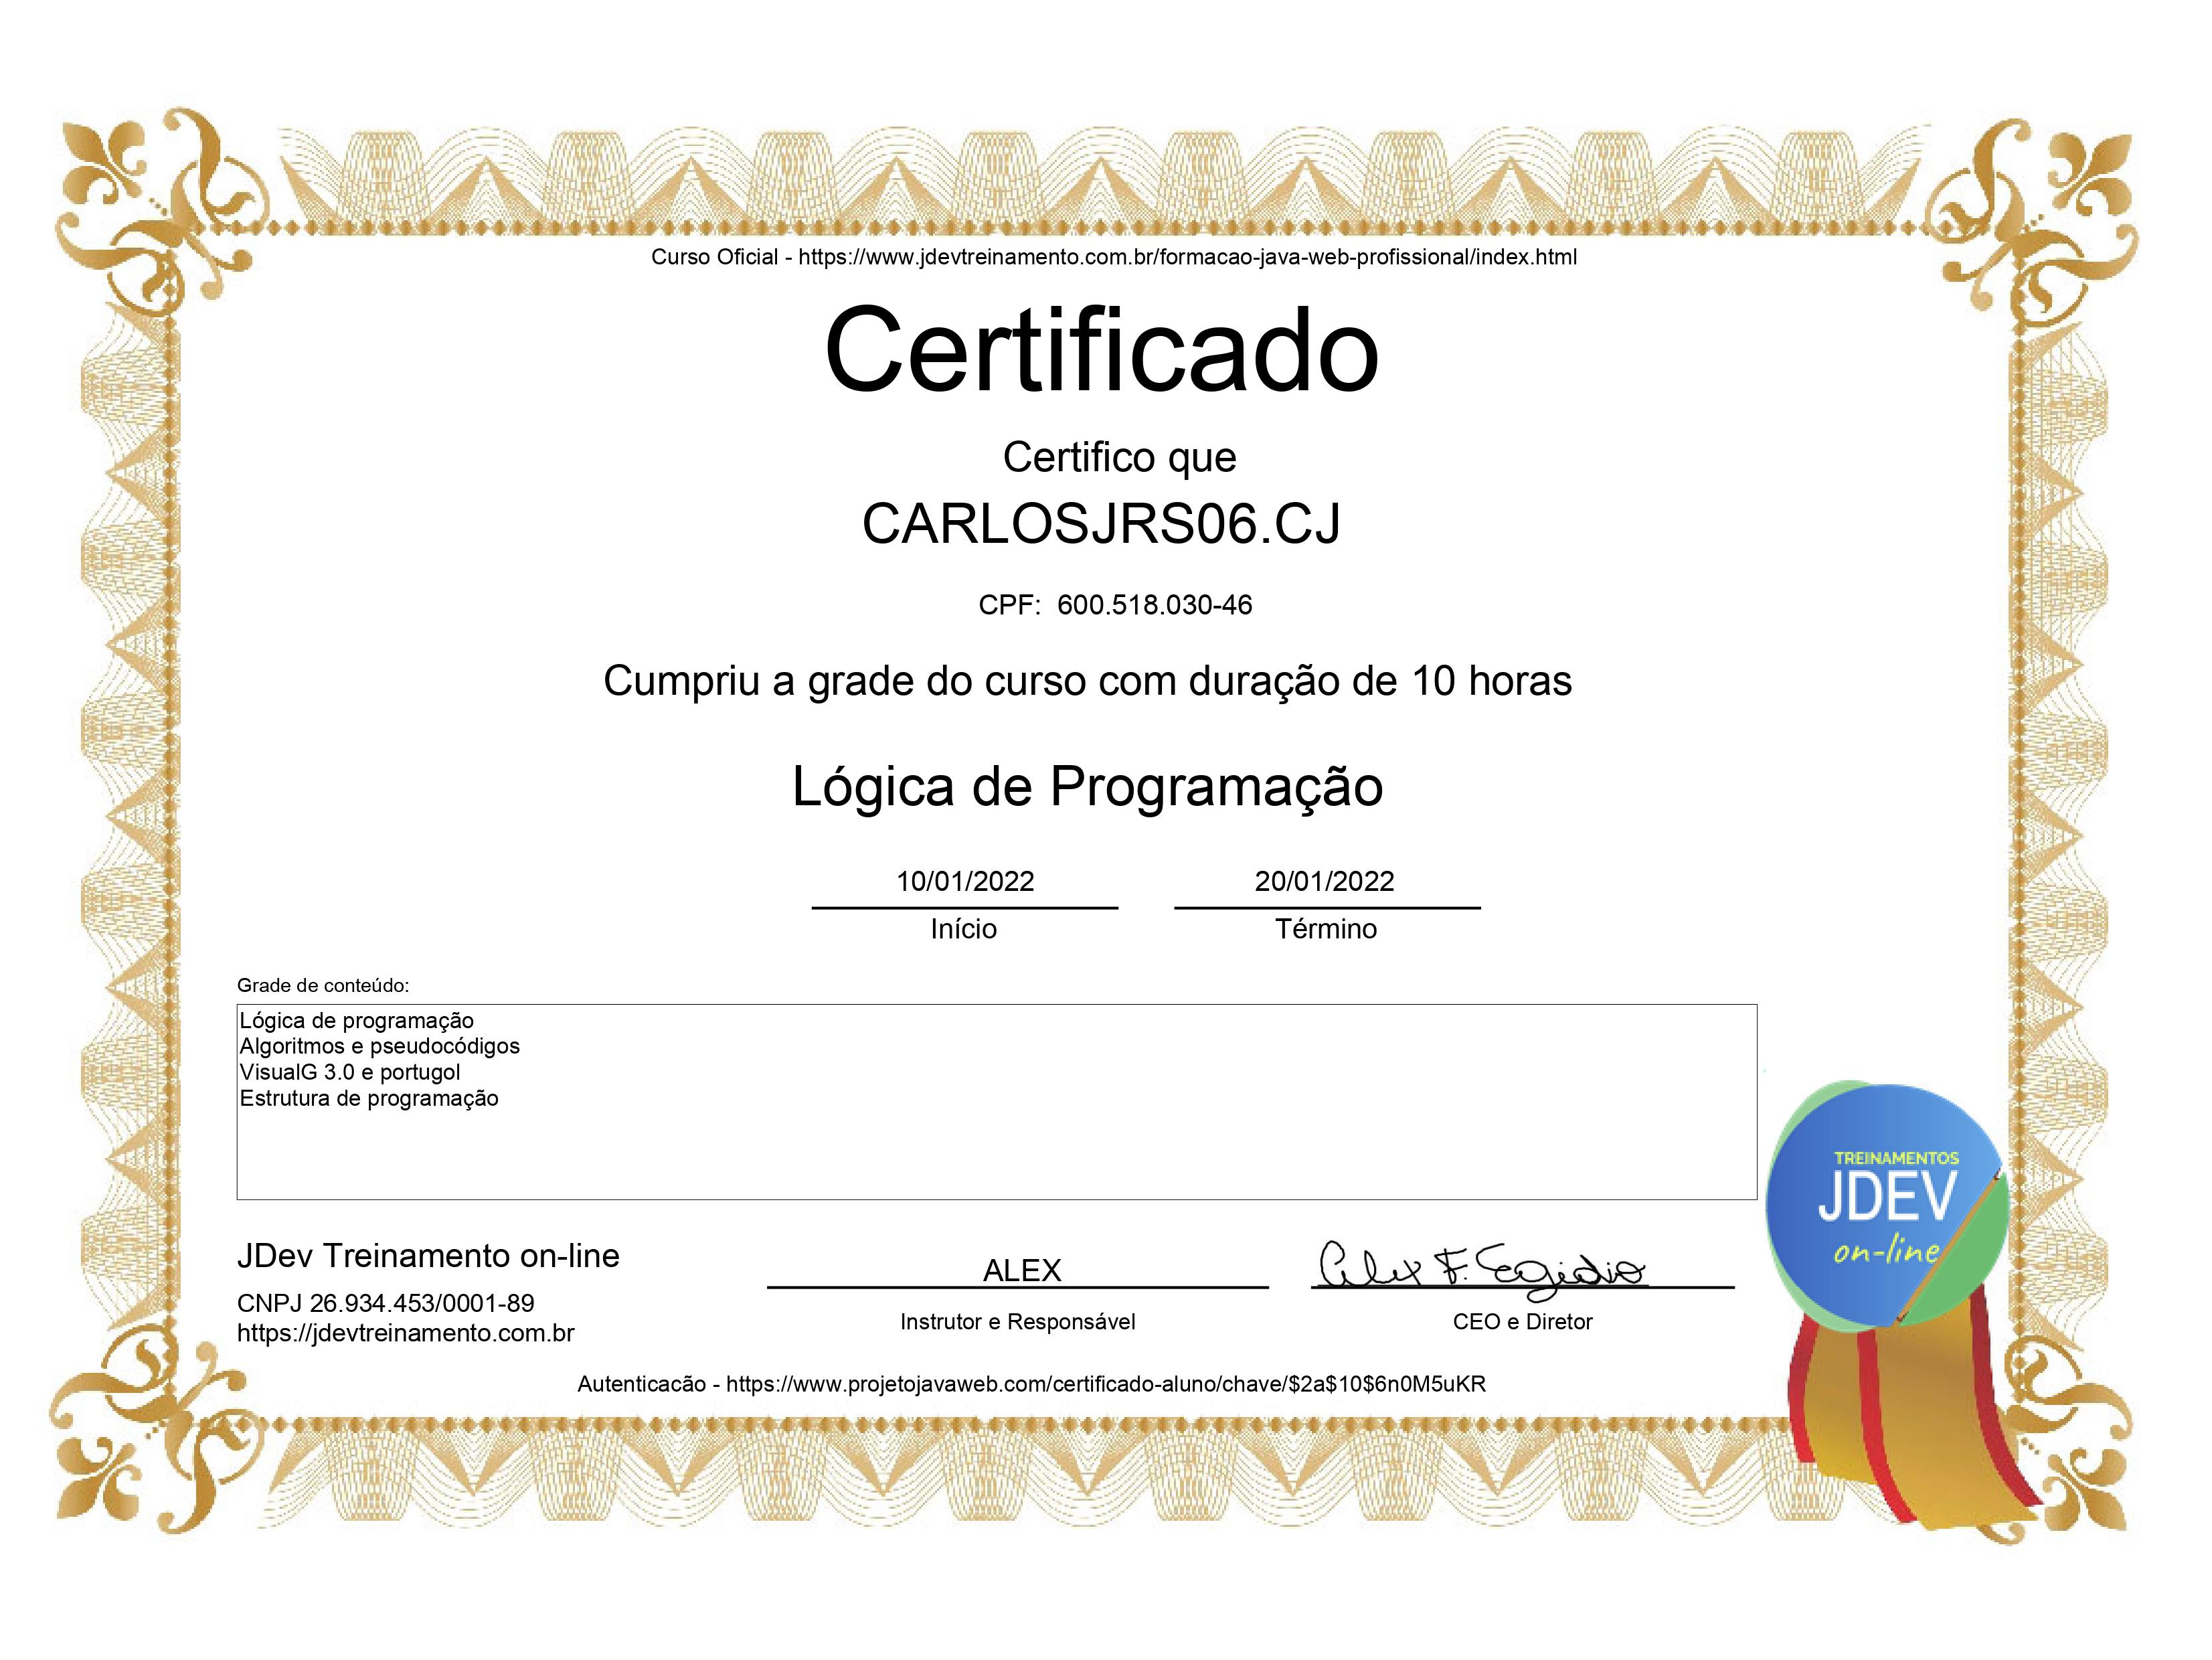 Curso Oficial - https://www.jdevtreinamento.com.br/formacao-java-web-profissional/index.html
Certificado
Certifico que
CARLOSJRS06.CJ
CPF: 600.518.030-46
Cumpriu a grade do curso com duração de 10 horas
Lógica de Programação
10/01/2022 20/01/2022
Início Término
Grade de conteúdo:
Lógica de programação
Algoritmos e pseudocódigos
VisualG 3.0 e portugol
Estrutura de programação
TREINAMENTOS
JDEV
on-line
JDev Treinamento on-line
CNPJ 26.934.453/0001-89
https://jdevtreinamento.com.br
ALEX
Instrutor e Responsável
Alex F. Egidio
CEO e Diretor
Autenticacão - https://www.projetojavaweb.com/certificado-aluno/chave/$2a$10$6n0M5uKR